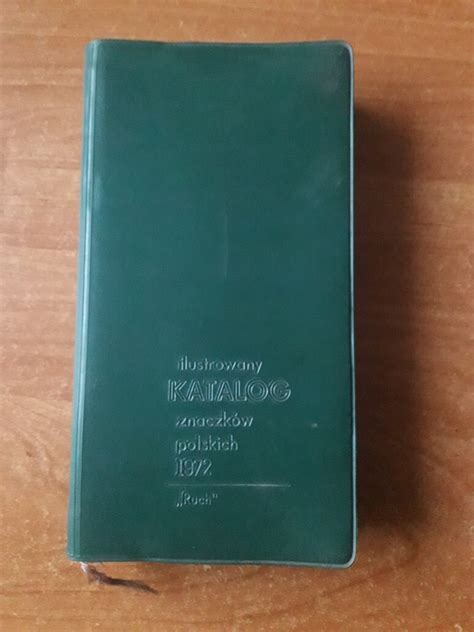 ilustrowany
KATALOG
znaczków
polskich
1972
„Ruch"